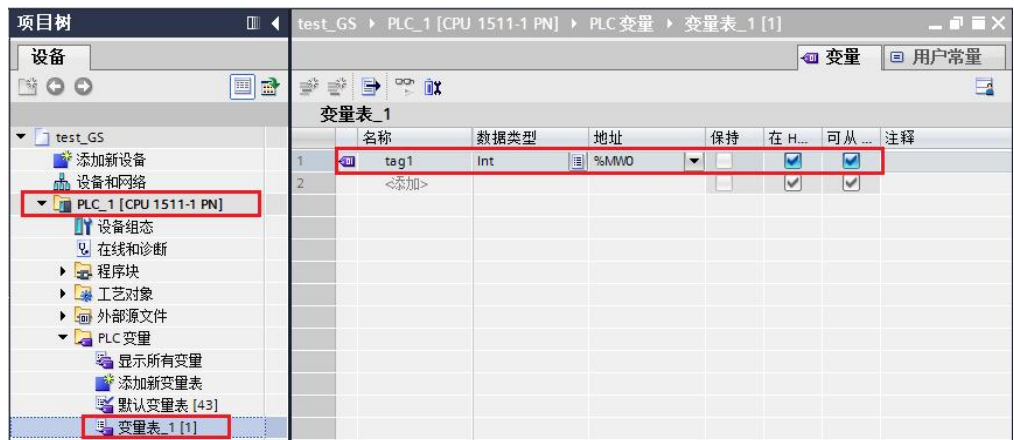 项目树
test_GS ▸ PLC_1 [CPU 1511-1 PN] ▸ PLC 变量 ▸ 变量表_1 [1]
设备
变量
用户常量
变量表_1
名称 数据类型 地址 保持 在 H... 可从 ... 注释
1 tag1 Int %MW0
2 <添加>
test_GS
添加新设备
设备和网络
PLC_1 [CPU 1511-1 PN]
设备组态
在线和诊断
程序块
工艺对象
外部源文件
PLC 变量
显示所有变量
添加新变量表
默认变量表 [43]
变量表_1 [1]